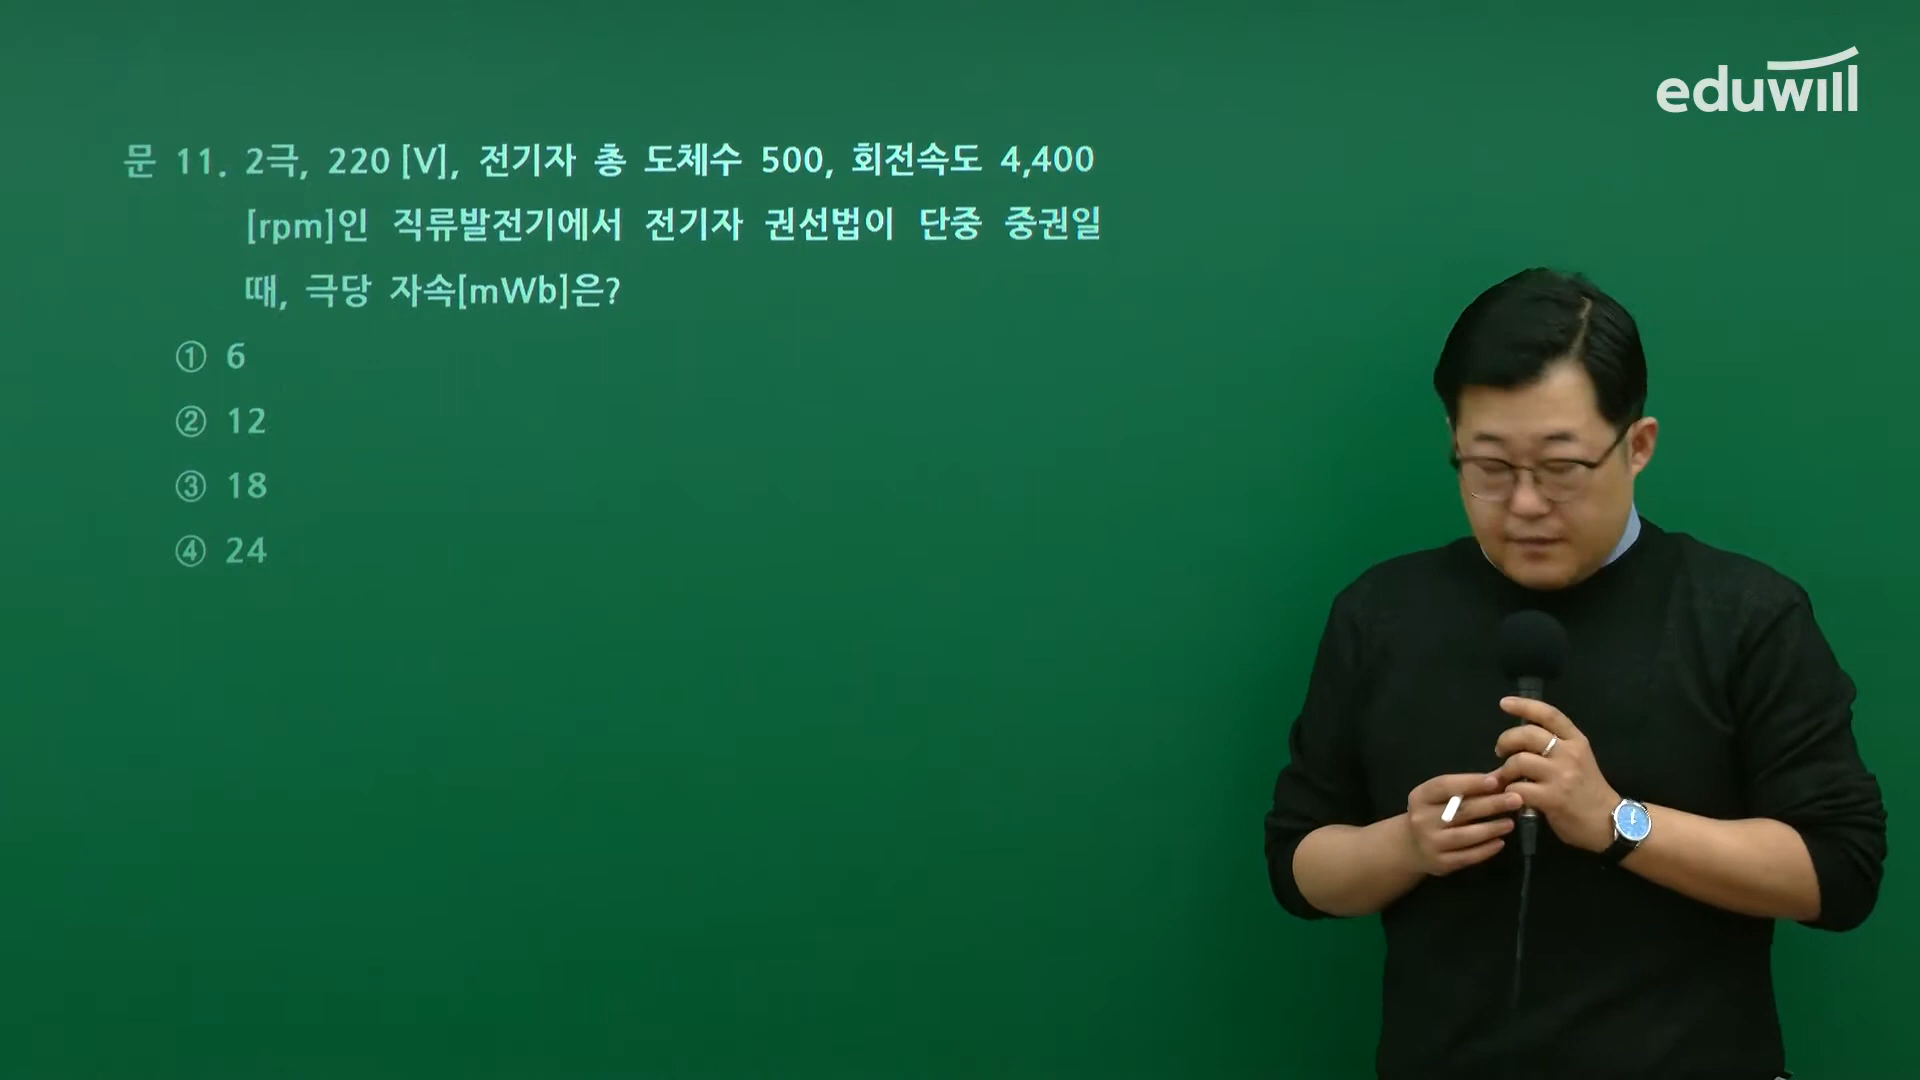 eduwill
문 11. 2극, 220 [V], 전기자 총 도체수 500, 회전속도 4,400
[rpm]인 직류발전기에서 전기자 권선법이 단중 중권일
때, 극당 자속[mWb]은?
① 6
② 12
③ 18
④ 24